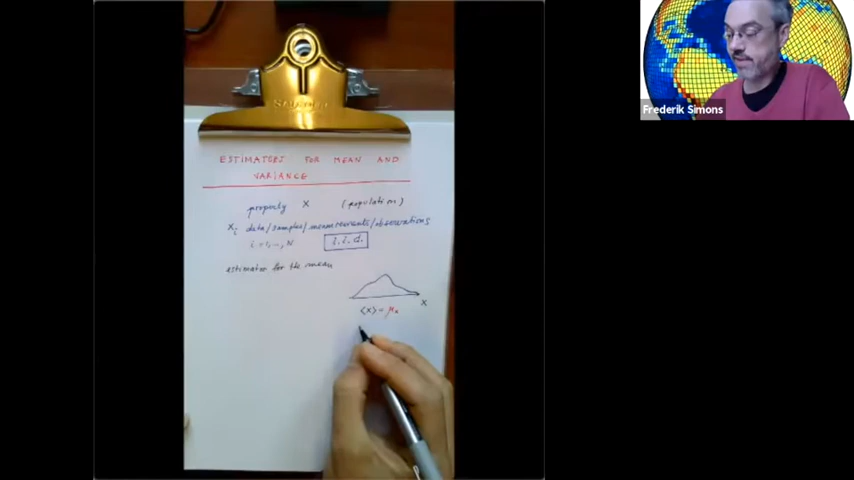 ESTIMATERS FOR MEAN AND
VARIANCE
property X (population)
Xi data/samples/measurements/observations
i=1,..,N i.i.d.
estimator for the mean
X
⟨X⟩ = μx
Frederik Simons